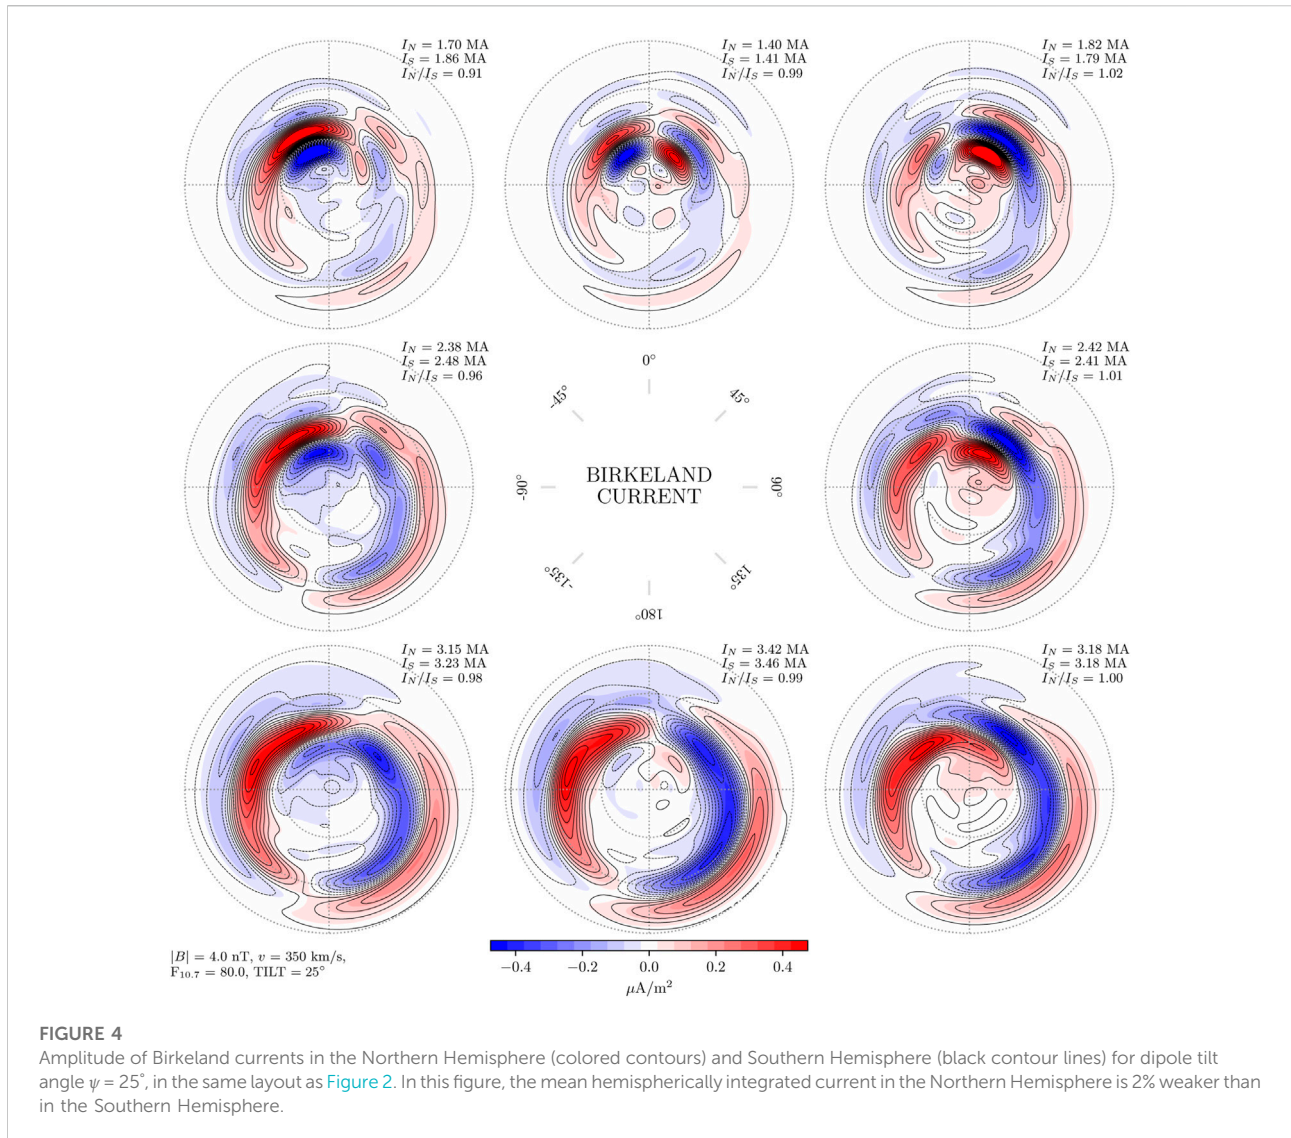 I_N = 1.70 MA
I_S = 1.86 MA
I_N/I_S = 0.91
I_N = 1.40 MA
I_S = 1.41 MA
I_N/I_S = 0.99
I_N = 1.82 MA
I_S = 1.79 MA
I_N/I_S = 1.02
I_N = 2.38 MA
I_S = 2.48 MA
I_N/I_S = 0.96
0°
-45°
45°
-90°
BIRKELAND
CURRENT
90°
-135°
135°
180°
I_N = 2.42 MA
I_S = 2.41 MA
I_N/I_S = 1.01
I_N = 3.15 MA
I_S = 3.23 MA
I_N/I_S = 0.98
I_N = 3.42 MA
I_S = 3.46 MA
I_N/I_S = 0.99
I_N = 3.18 MA
I_S = 3.18 MA
I_N/I_S = 1.00
|B| = 4.0 nT, v = 350 km/s,
F10.7 = 80.0, TILT = 25°
−0.4 −0.2 0.0 0.2 0.4
μA/m²
FIGURE 4
Amplitude of Birkeland currents in the Northern Hemisphere (colored contours) and Southern Hemisphere (black contour lines) for dipole tilt
angle ψ = 25°, in the same layout as Figure 2. In this figure, the mean hemispherically integrated current in the Northern Hemisphere is 2% weaker than
in the Southern Hemisphere.